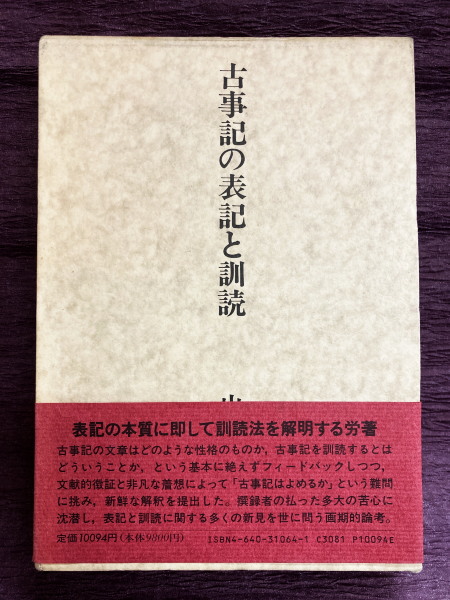 古事記の表記と訓読
表記の本質に即して訓読法を解明する労著
古事記の文章はどのような性格のものか，古事記を訓読するとは
どういうことか，という基本に絶えずフィードバックしつつ，
文献的徴証と非凡な着想によって「古事記はよめるか」という難問
に挑み，新鮮な解釈を提出した。撰録者の払った多大の苦心に
沈潜し，表記と訓読に関する多くの新見を世に問う画期的論考。
定価10094円（本体9800円）
ISBN4-640-31064-1 C3081 P10094E